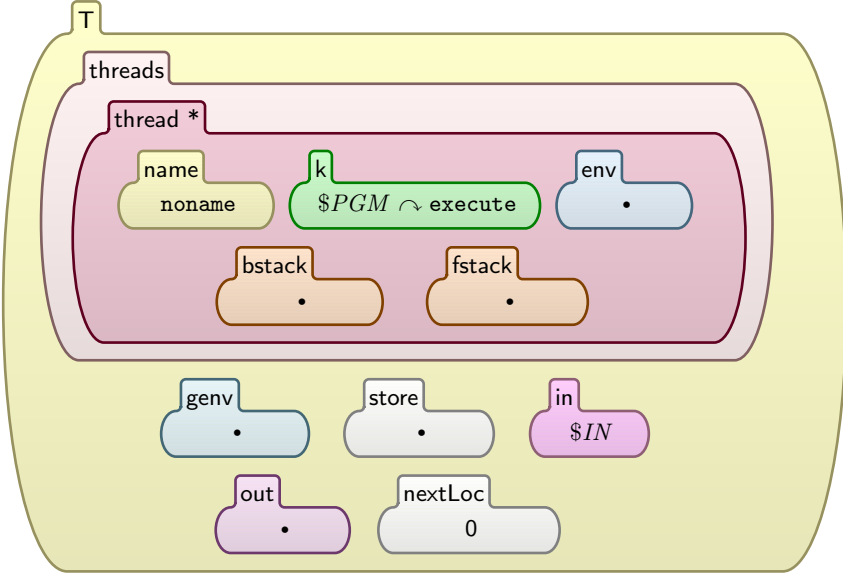 T
threads
thread *
name k env
noname $PGM ↷ execute •
bstack fstack
• •
genv store in
• • $IN
out nextLoc
• 0